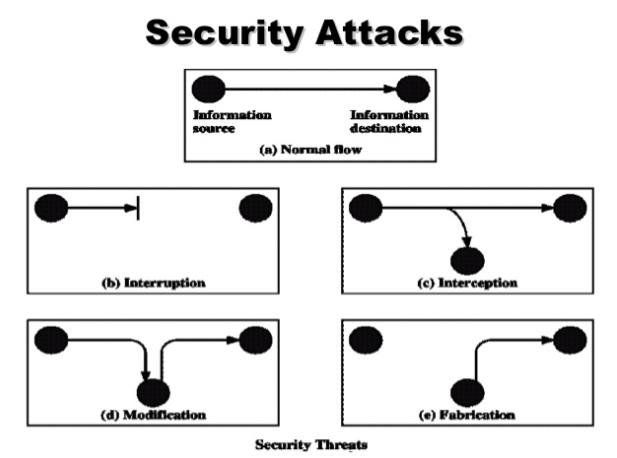 Security Attacks
Information
source
Information
destination
(a) Normal flow
(b) Interruption
(c) Interception
(d) Modification
(e) Fabrication
Security Threats